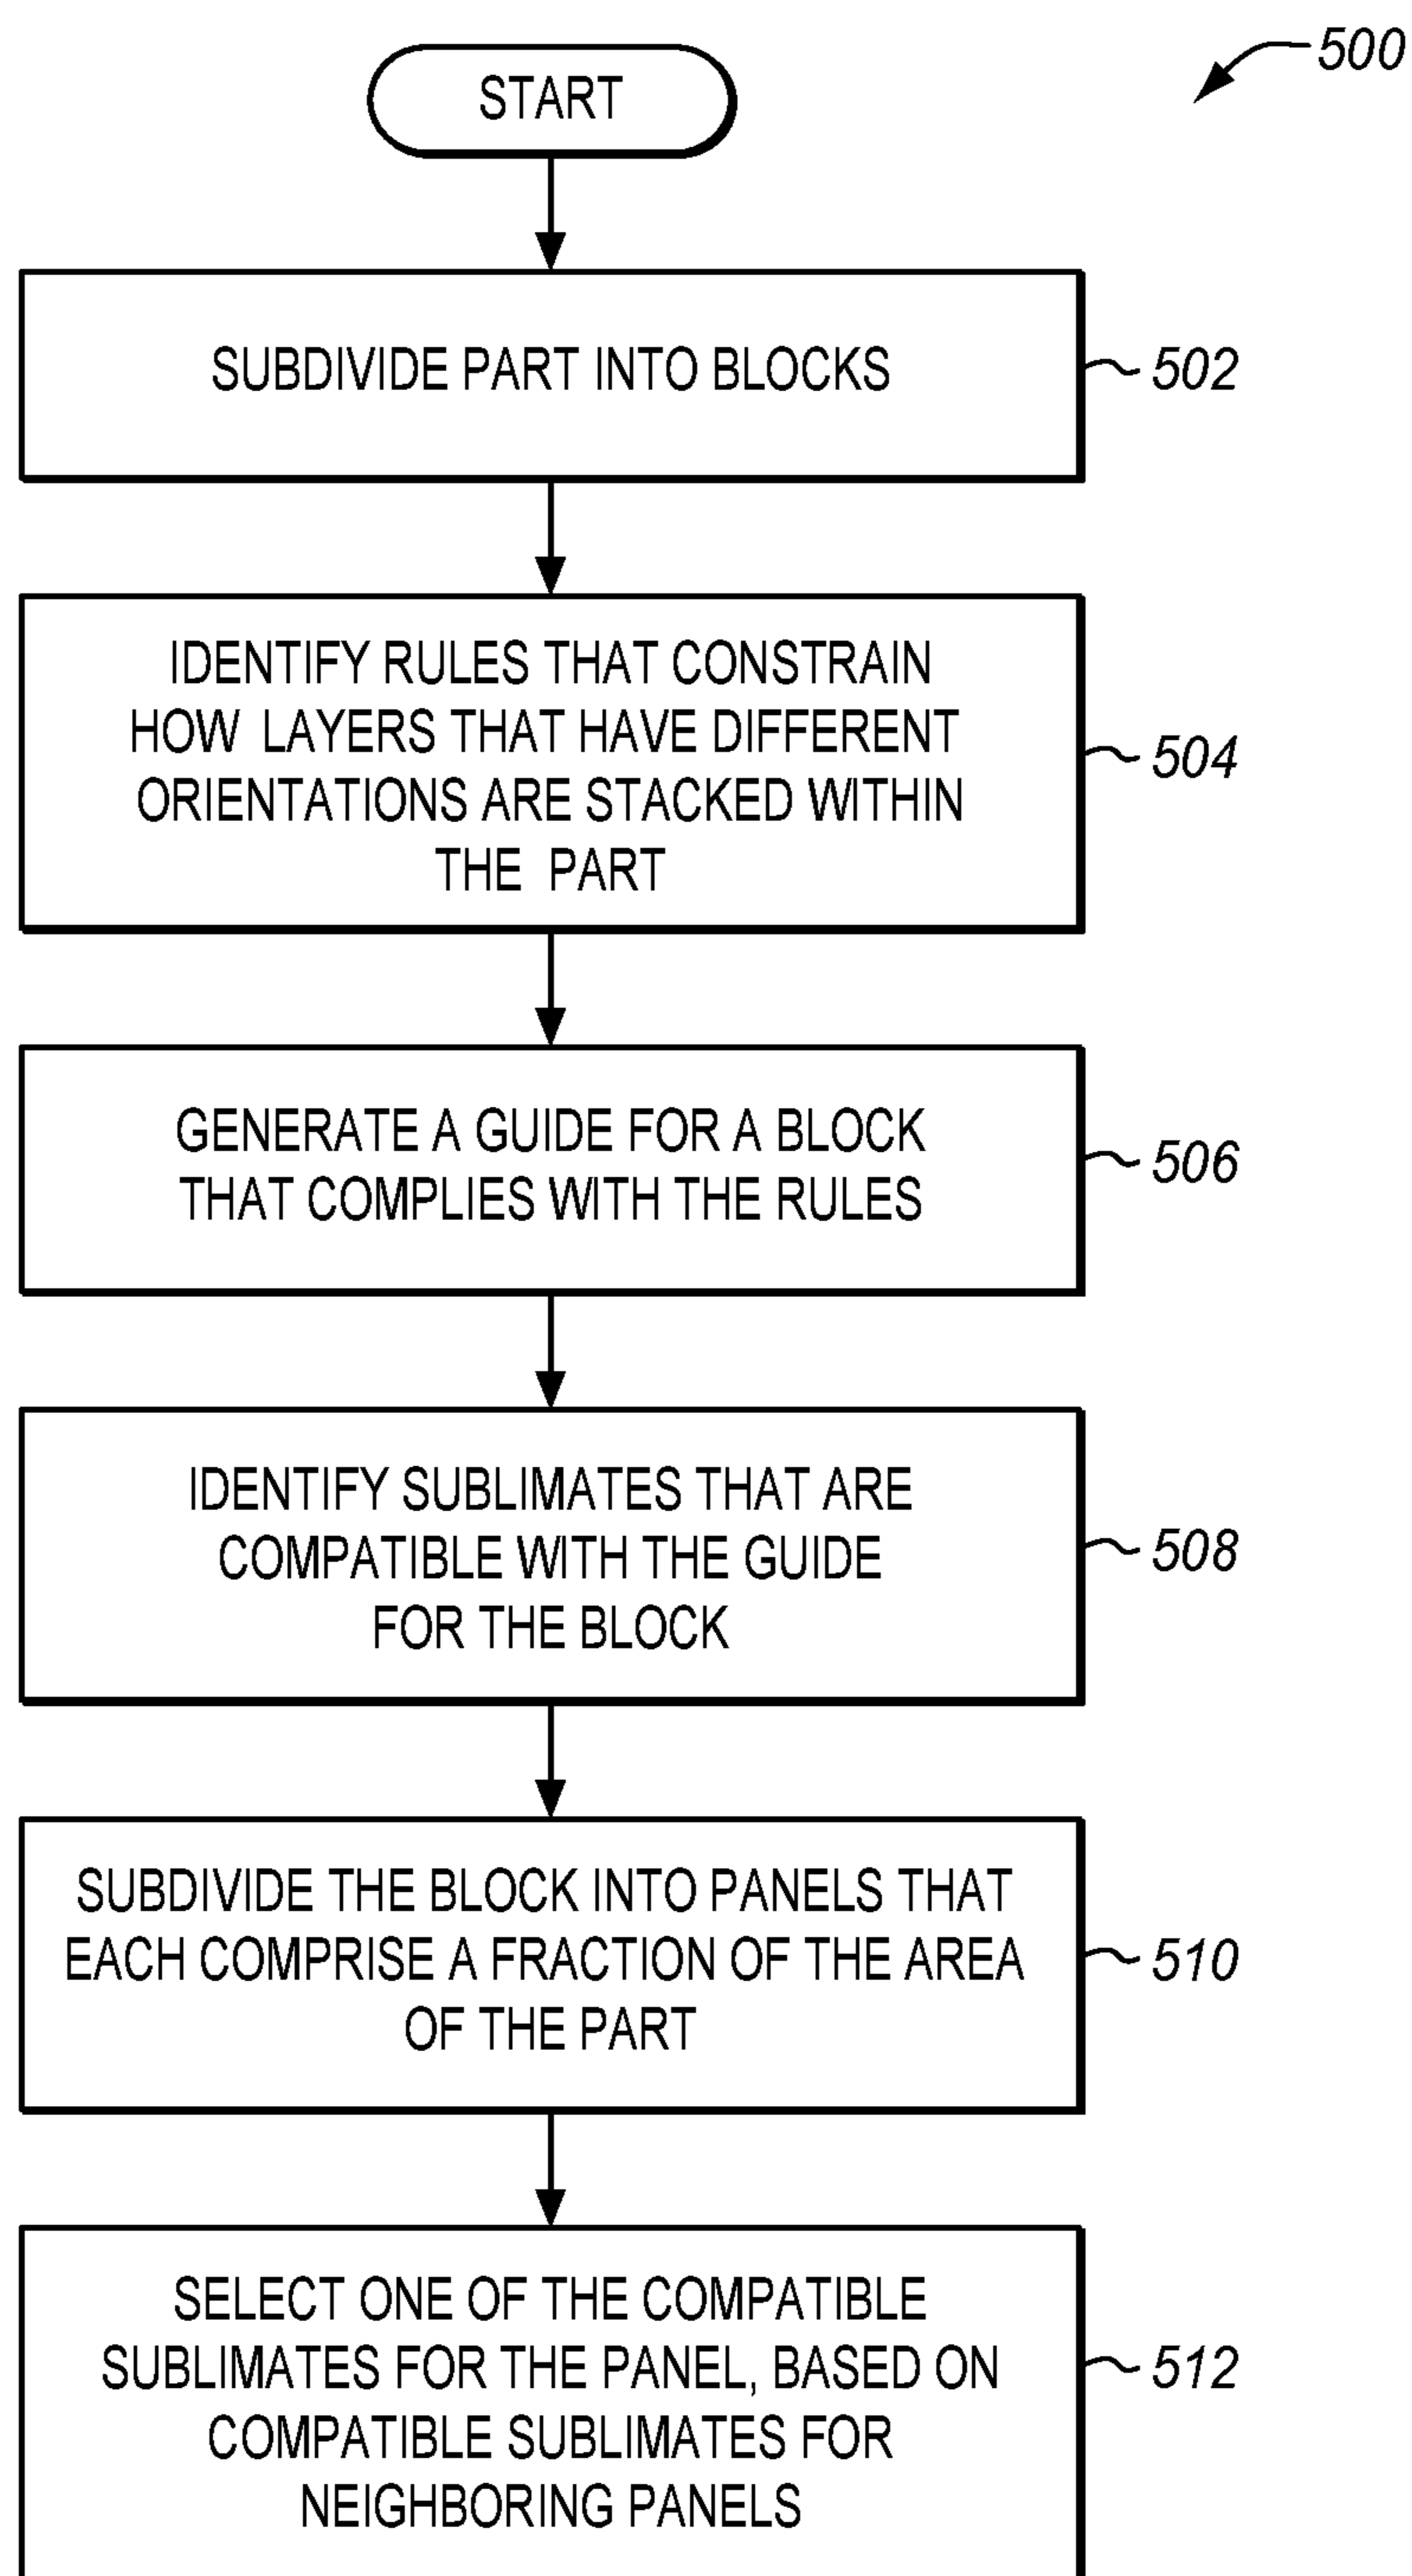 500
START
SUBDIVIDE PART INTO BLOCKS
502
IDENTIFY RULES THAT CONSTRAIN
HOW LAYERS THAT HAVE DIFFERENT
ORIENTATIONS ARE STACKED WITHIN
THE PART
504
GENERATE A GUIDE FOR A BLOCK
THAT COMPLIES WITH THE RULES
506
IDENTIFY SUBLIMATES THAT ARE
COMPATIBLE WITH THE GUIDE
FOR THE BLOCK
508
SUBDIVIDE THE BLOCK INTO PANELS THAT
EACH COMPRISE A FRACTION OF THE AREA
OF THE PART
510
SELECT ONE OF THE COMPATIBLE
SUBLIMATES FOR THE PANEL, BASED ON
COMPATIBLE SUBLIMATES FOR
NEIGHBORING PANELS
512